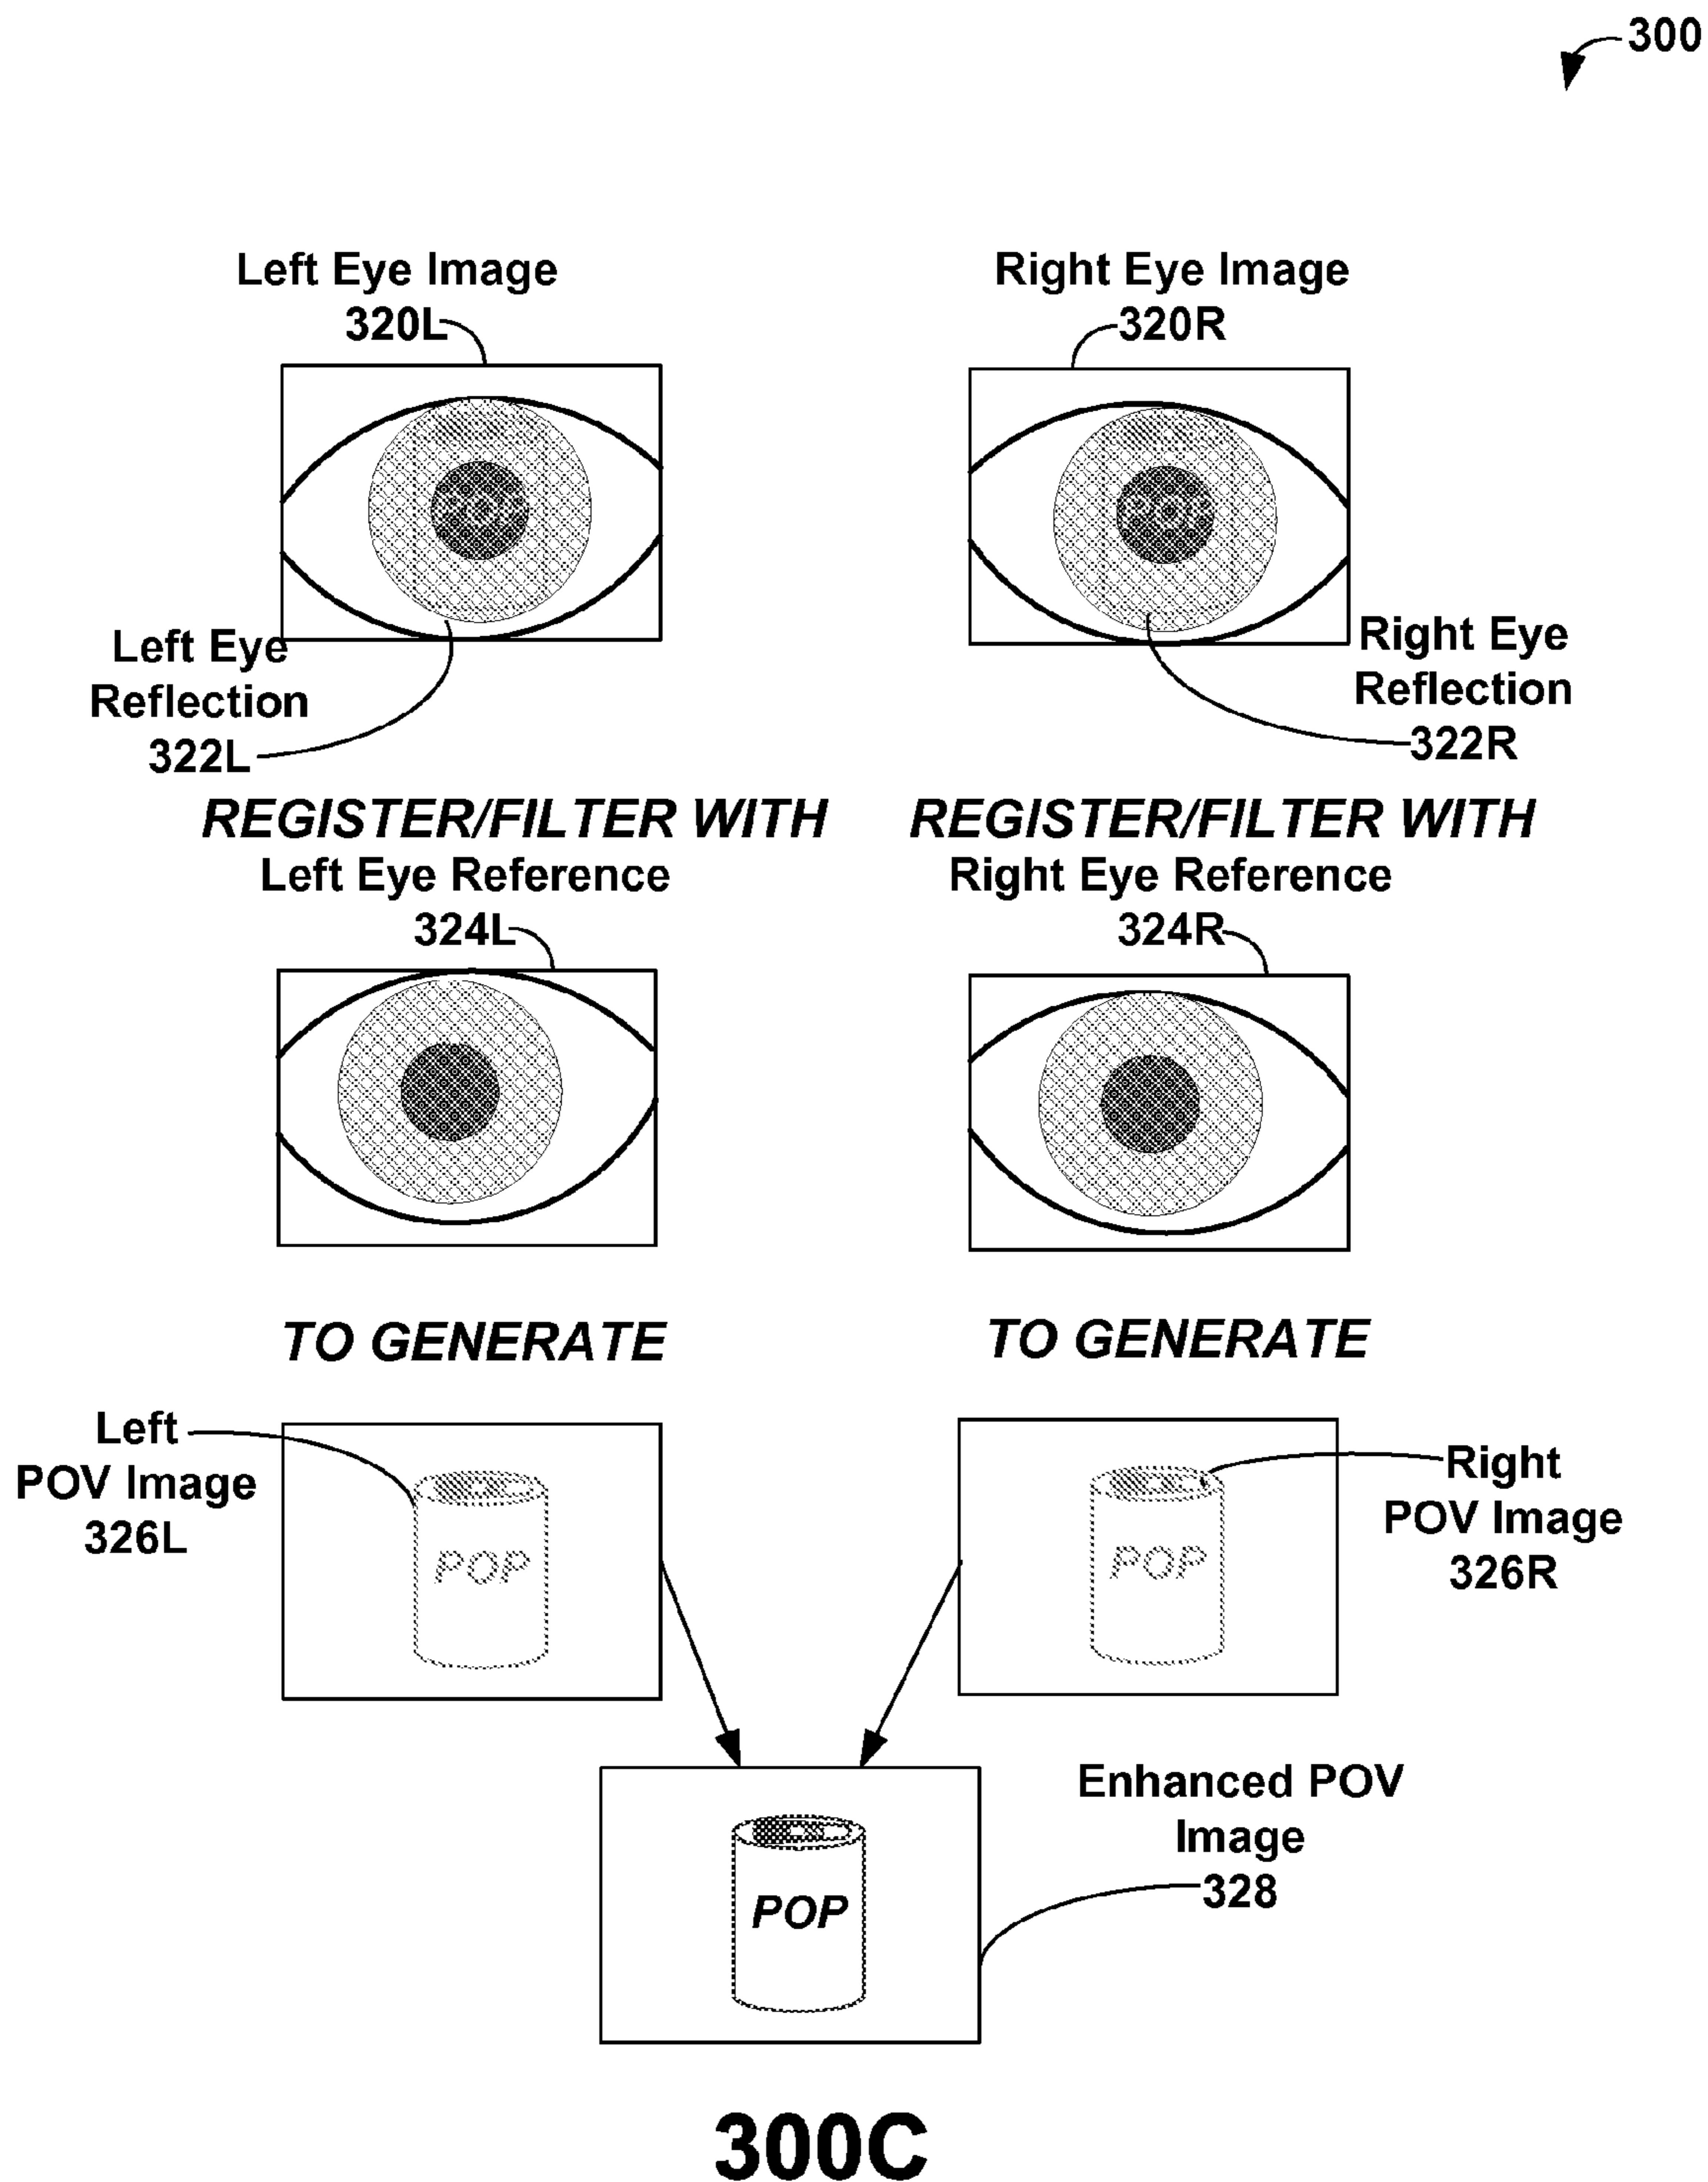 300
Left Eye Image
320L
Right Eye Image
320R
POP
POP
Left Eye
Reflection
322L
Right Eye
Reflection
322R
REGISTER/FILTER WITH
Left Eye Reference
324L
REGISTER/FILTER WITH
Right Eye Reference
324R
TO GENERATE
TO GENERATE
Left
POV Image
326L
POP
POP
Right
POV Image
326R
Enhanced POV
Image
328
POP
300C